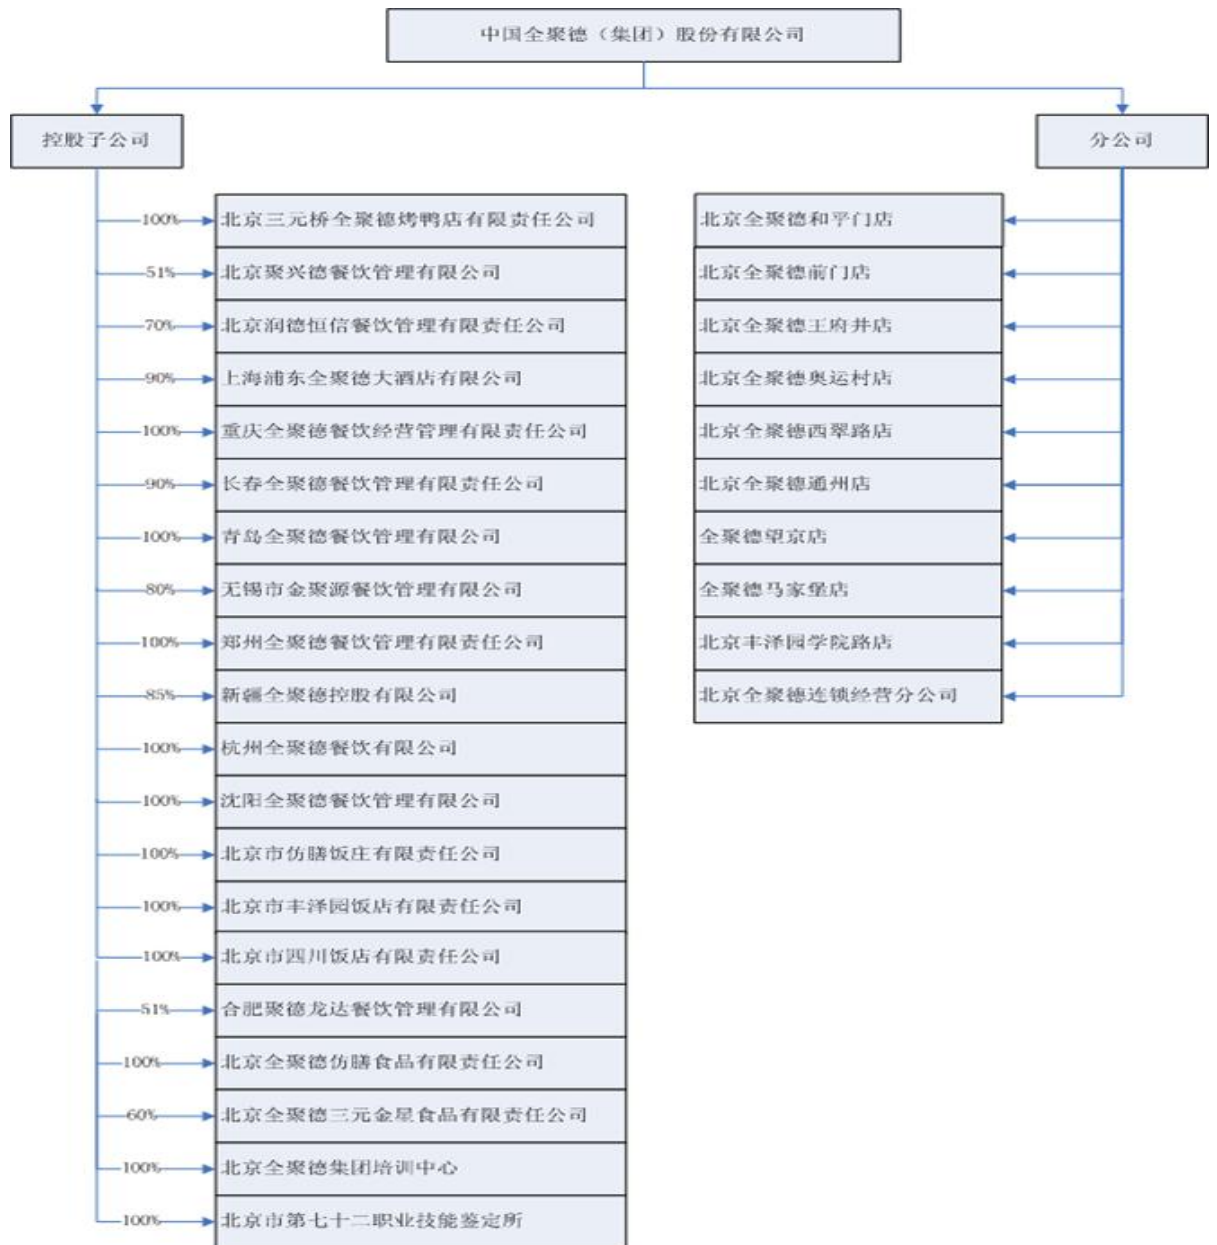 中国全聚德（集团）股份有限公司
控股子公司
分公司
100% 北京三元桥全聚德烤鸭店有限责任公司
51% 北京聚兴德餐饮管理有限公司
70% 北京润德恒信餐饮管理有限责任公司
90% 上海浦东全聚德大酒店有限公司
100% 重庆全聚德餐饮经营管理有限责任公司
90% 长春全聚德餐饮管理有限责任公司
100% 青岛全聚德餐饮管理有限公司
80% 无锡市金聚源餐饮管理有限公司
100% 郑州全聚德餐饮管理有限责任公司
85% 新疆全聚德控股有限公司
100% 杭州全聚德餐饮有限公司
100% 沈阳全聚德餐饮管理有限公司
100% 北京市仿膳饭庄有限责任公司
100% 北京市丰泽园饭店有限责任公司
100% 北京市四川饭店有限责任公司
51% 合肥聚德龙达餐饮管理有限公司
100% 北京全聚德仿膳食品有限责任公司
60% 北京全聚德三元金星食品有限责任公司
100% 北京全聚德集团培训中心
100% 北京市第七十二职业技能鉴定所
北京全聚德和平门店
北京全聚德前门店
北京全聚德王府井店
北京全聚德奥运村店
北京全聚德西翠路店
北京全聚德通州店
全聚德望京店
全聚德马家堡店
北京丰泽园学院路店
北京全聚德连锁经营分公司